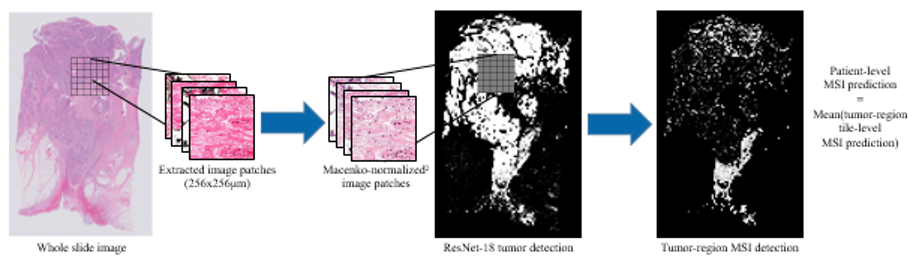 Extracted image patches
(256x256µm)
Macenko-normalized²
image patches
Whole slide image
ResNet-18 tumor detection
Tumor-region MSI detection
Patient-level
MSI prediction
=
Mean(tumor-region
tile-level
MSI prediction)